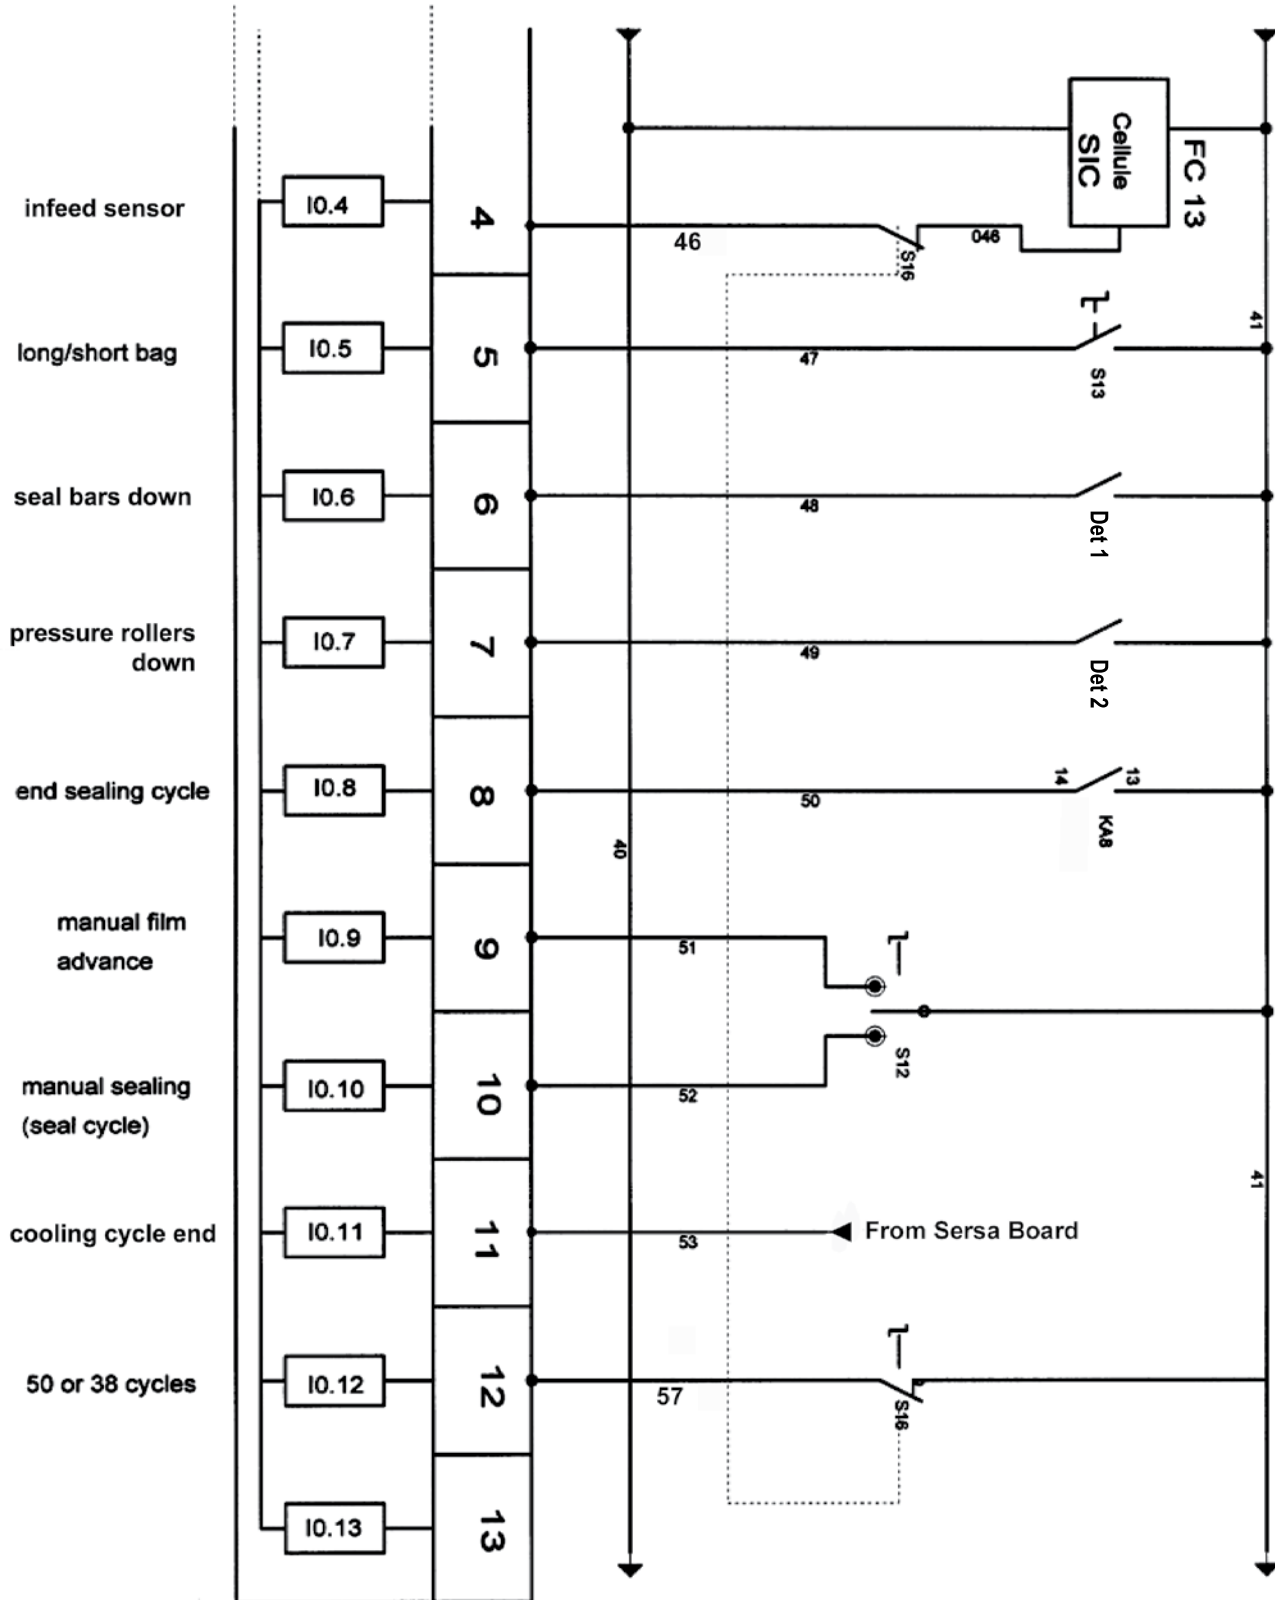 Cellule
SIC
FC 13
infeed sensor
I0.4
4
46
S16
046
long/short bag
I0.5
5
47
S13
41
seal bars down
I0.6
6
48
Det 1
pressure rollers
down
I0.7
7
49
Det 2
end sealing cycle
I0.8
8
50
14
13
KA8
40
manual film
advance
I0.9
9
51
S12
manual sealing
(seal cycle)
I0.10
10
52
41
cooling cycle end
I0.11
11
53
From Sersa Board
50 or 38 cycles
I0.12
12
57
S16
I0.13
13